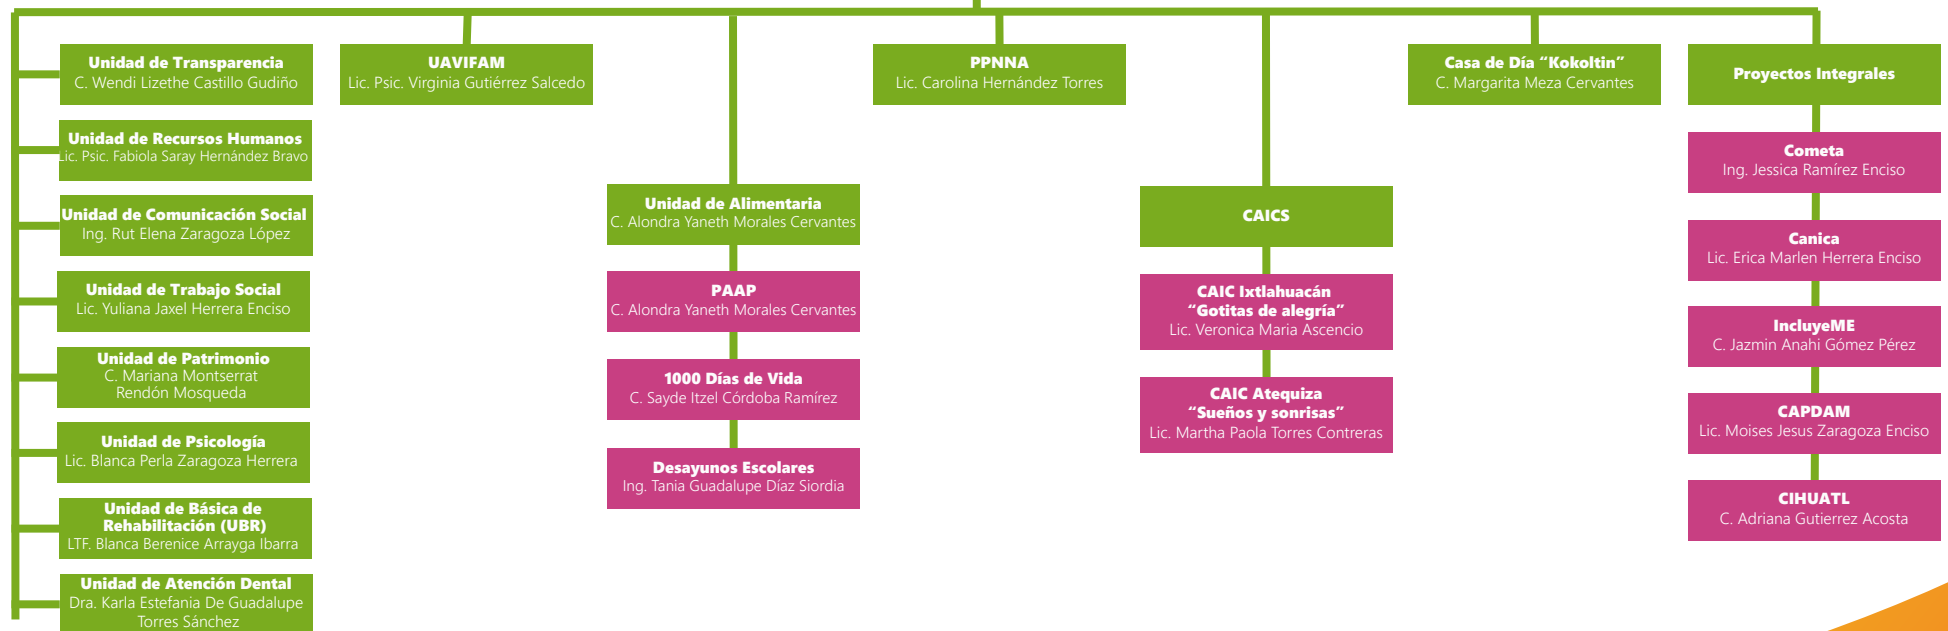 Unidad de Transparencia
C. Wendi Lizethe Castillo Gudiño
Unidad de Recursos Humanos
Lic. Psic. Fabiola Saray Hernández Bravo
Unidad de Comunicación Social
Ing. Rut Elena Zaragoza López
Unidad de Trabajo Social
Lic. Yuliana Jaxel Herrera Enciso
Unidad de Patrimonio
C. Mariana Montserrat
Rendón Mosqueda
Unidad de Psicología
Lic. Blanca Perla Zaragoza Herrera
Unidad de Básica de
Rehabilitación (UBR)
LTF. Blanca Berenice Arrayga Ibarra
Unidad de Atención Dental
Dra. Karla Estefania De Guadalupe
Torres Sánchez
UAVIFAM
Lic. Psic. Virginia Gutiérrez Salcedo
Unidad de Alimentaria
C. Alondra Yaneth Morales Cervantes
PAAP
C. Alondra Yaneth Morales Cervantes
1000 Días de Vida
C. Sayde Itzel Córdoba Ramírez
Desayunos Escolares
Ing. Tania Guadalupe Díaz Siordia
PPNNA
Lic. Carolina Hernández Torres
CAICS
CAIC Ixtlahuacán
“Gotitas de alegría”
Lic. Veronica Maria Ascencio
CAIC Atequiza
“Sueños y sonrisas”
Lic. Martha Paola Torres Contreras
Casa de Día “Kokoltin”
C. Margarita Meza Cervantes
Proyectos Integrales
Cometa
Ing. Jessica Ramírez Enciso
Canica
Lic. Erica Marlen Herrera Enciso
IncluyeME
C. Jazmin Anahi Gómez Pérez
CAPDAM
Lic. Moises Jesus Zaragoza Enciso
CIHUATL
C. Adriana Gutierrez Acosta